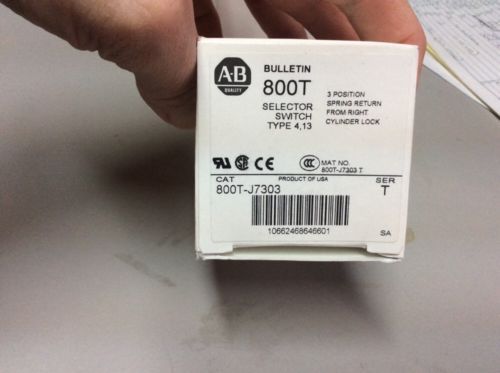 A-B
QUALITY
BULLETIN
800T
SELECTOR
SWITCH
TYPE 4,13
3 POSITION
SPRING RETURN
FROM RIGHT
CYLINDER LOCK
MAT NO.
800T-J7303 T
PRODUCT OF USA
CAT
800T-J7303
SER
T
10662468646601
SA